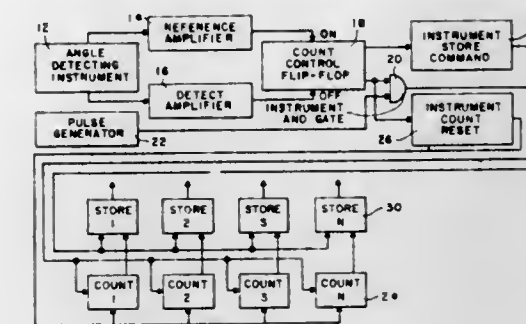 12
14
NEFERENCE
AMPLIFIER
ON
18
ANGLE
DETECTING
INSTRUMENT
COUNT
CONTROL
FLIP-FLOP
20
INSTRUMENT
STORE
COMMAND
16
DETECT
AMPLIFIER
OFF
INSTRUMENT
AND GATE
PULSE
GENERATOR
22
INSTRUMENT
COUNT
RESET
26
STORE
1
STORE
2
STORE
3
STORE
N
30
COUNT
1
COUNT
2
COUNT
3
COUNT
N